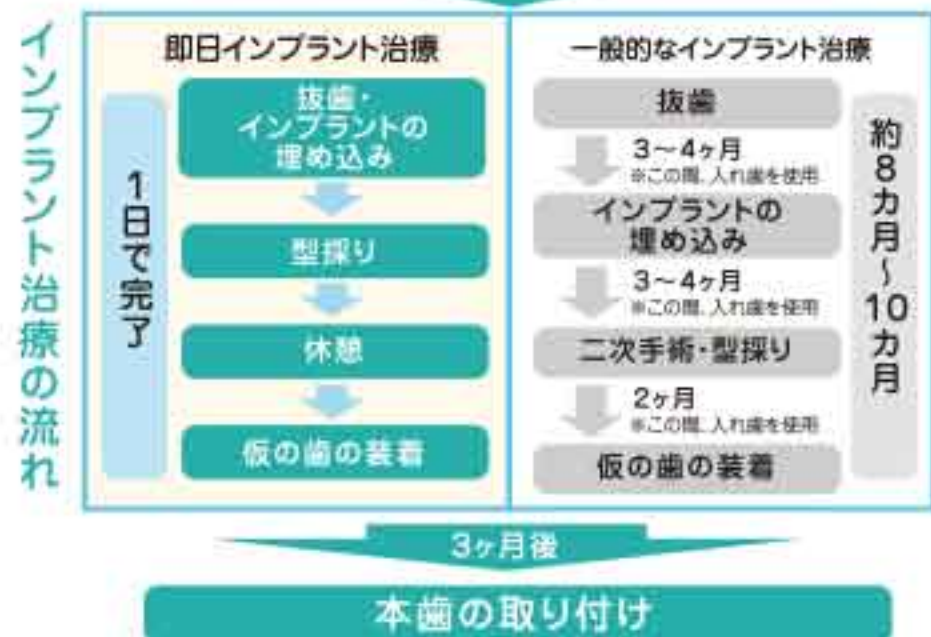 インプラント治療の流れ
即日インプラント治療
1日で完了
抜歯・
インプラントの
埋め込み
型採り
休憩
仮の歯の装着
一般的なインプラント治療
抜歯
3〜4ヶ月
※この間、入れ歯を使用
インプラントの
埋め込み
3〜4ヶ月
※この間、入れ歯を使用
二次手術・型採り
2ヶ月
※この間、入れ歯を使用
仮の歯の装着
約8カ月〜10カ月
3ヶ月後
本歯の取り付け